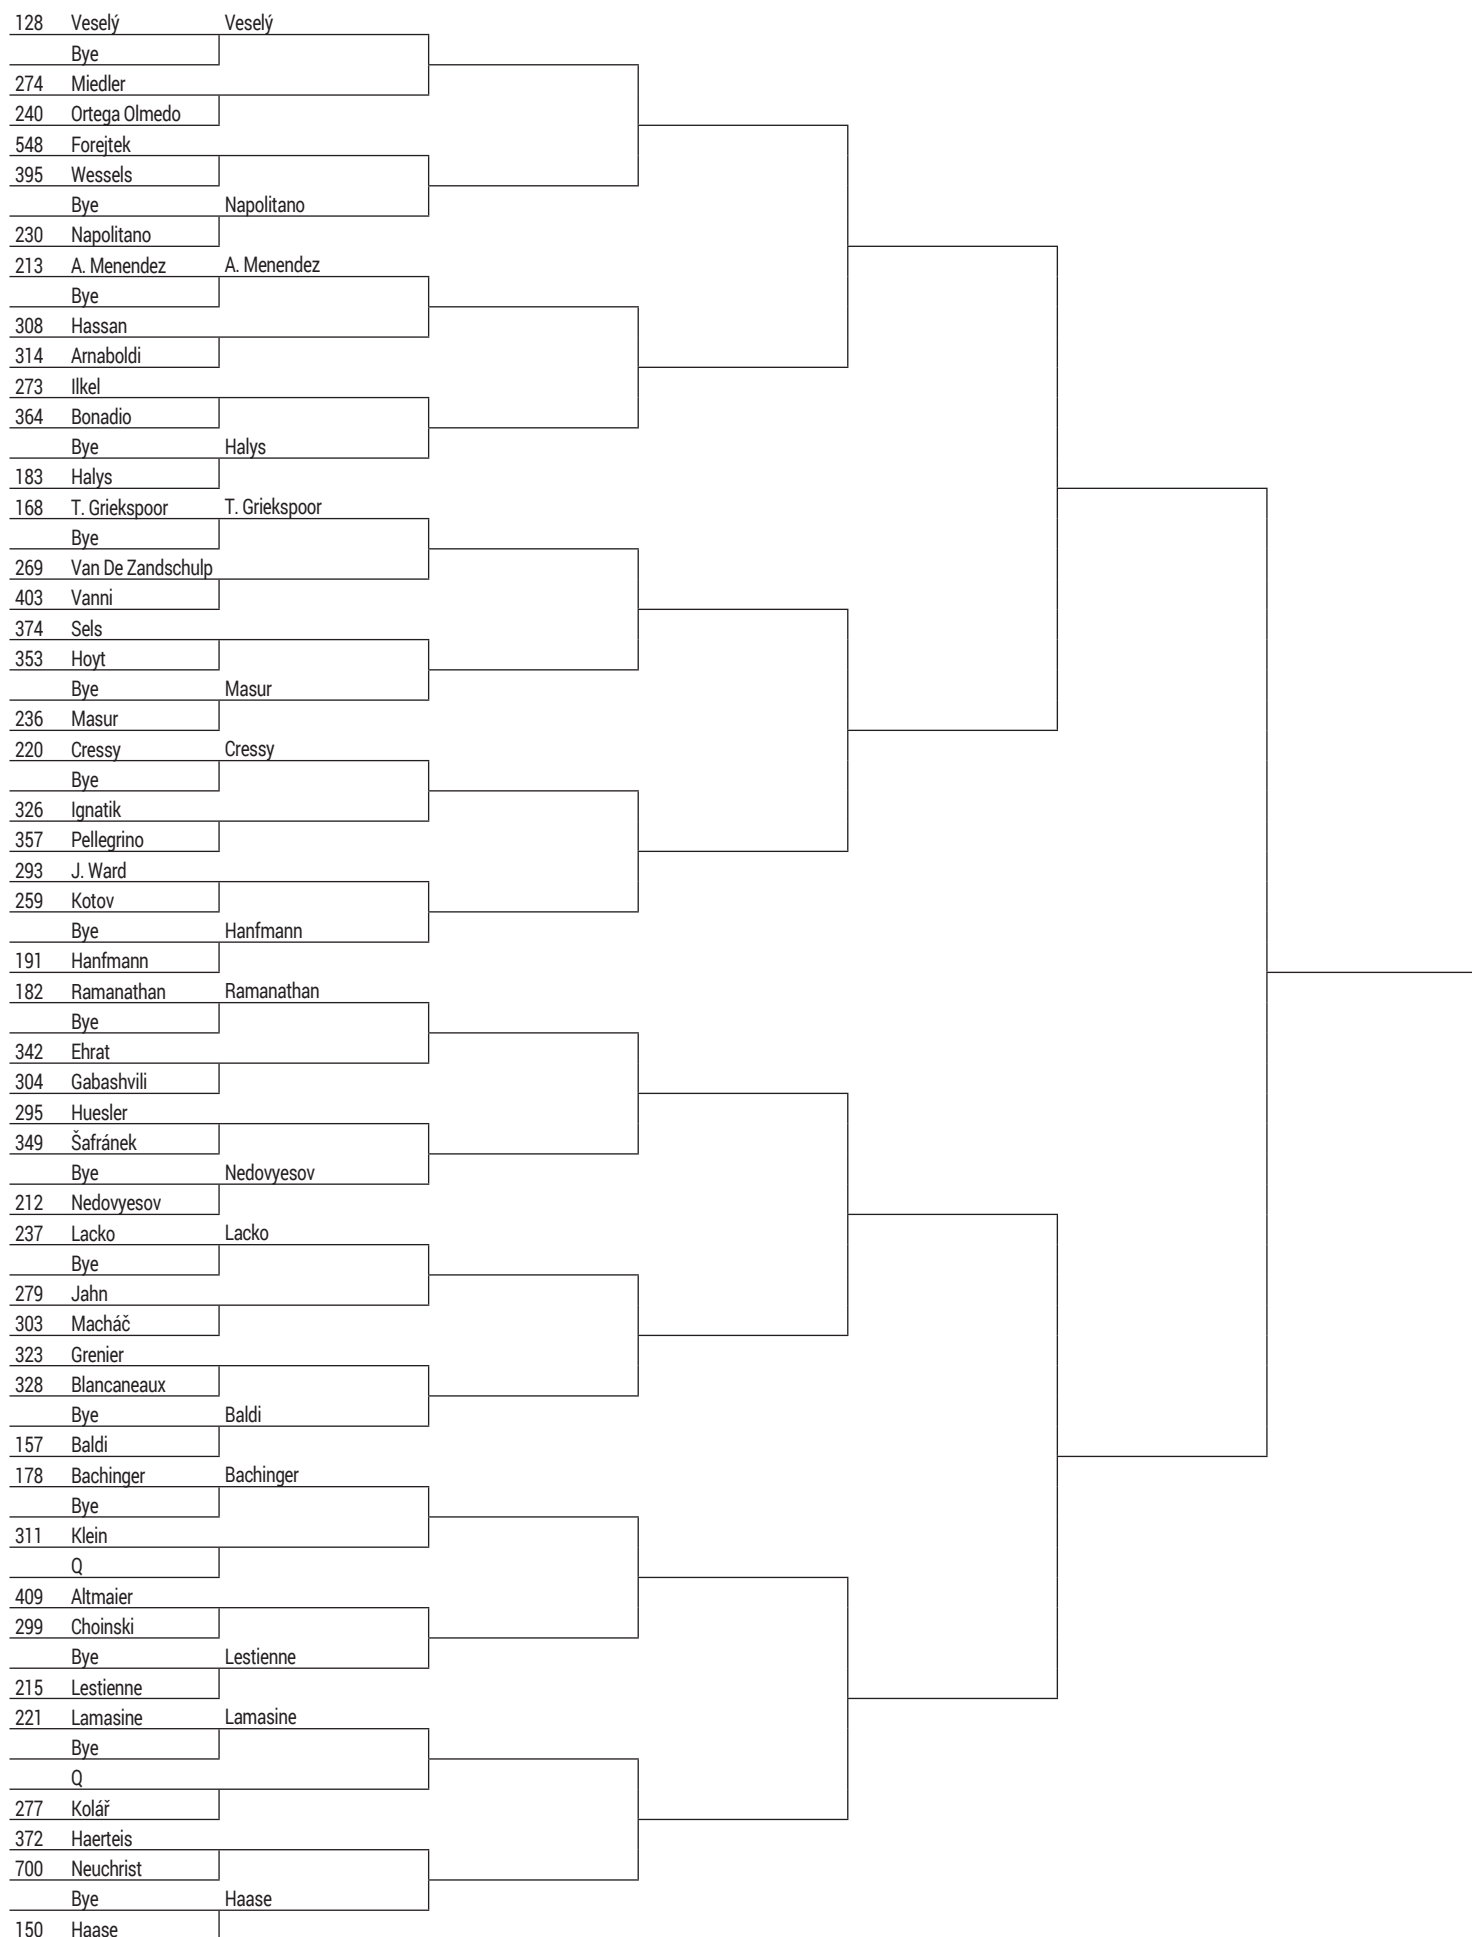 128 Veselý Veselý
Bye
274 Miedler
240 Ortega Olmedo
548 Forejtek
395 Wessels
Bye Napolitano
230 Napolitano
213 A. Menendez A. Menendez
Bye
308 Hassan
314 Arnaboldi
273 Ilkel
364 Bonadio
Bye Halys
183 Halys
168 T. Griekspoor T. Griekspoor
Bye
269 Van De Zandschulp
403 Vanni
374 Sels
353 Hoyt
Bye Masur
236 Masur
220 Cressy Cressy
Bye
326 Ignatik
357 Pellegrino
293 J. Ward
259 Kotov
Bye Hanfmann
191 Hanfmann
182 Ramanathan Ramanathan
Bye
342 Ehrat
304 Gabashvili
295 Huesler
349 Šafránek
Bye Nedovyesov
212 Nedovyesov
237 Lacko Lacko
Bye
279 Jahn
303 Macháč
323 Grenier
328 Blancaneaux
Bye Baldi
157 Baldi
178 Bachinger Bachinger
Bye
311 Klein
Q
409 Altmaier
299 Choinski
Bye Lestienne
215 Lestienne
221 Lamasine Lamasine
Bye
Q
277 Kolář
372 Haerteis
700 Neuchrist
Bye Haase
150 Haase